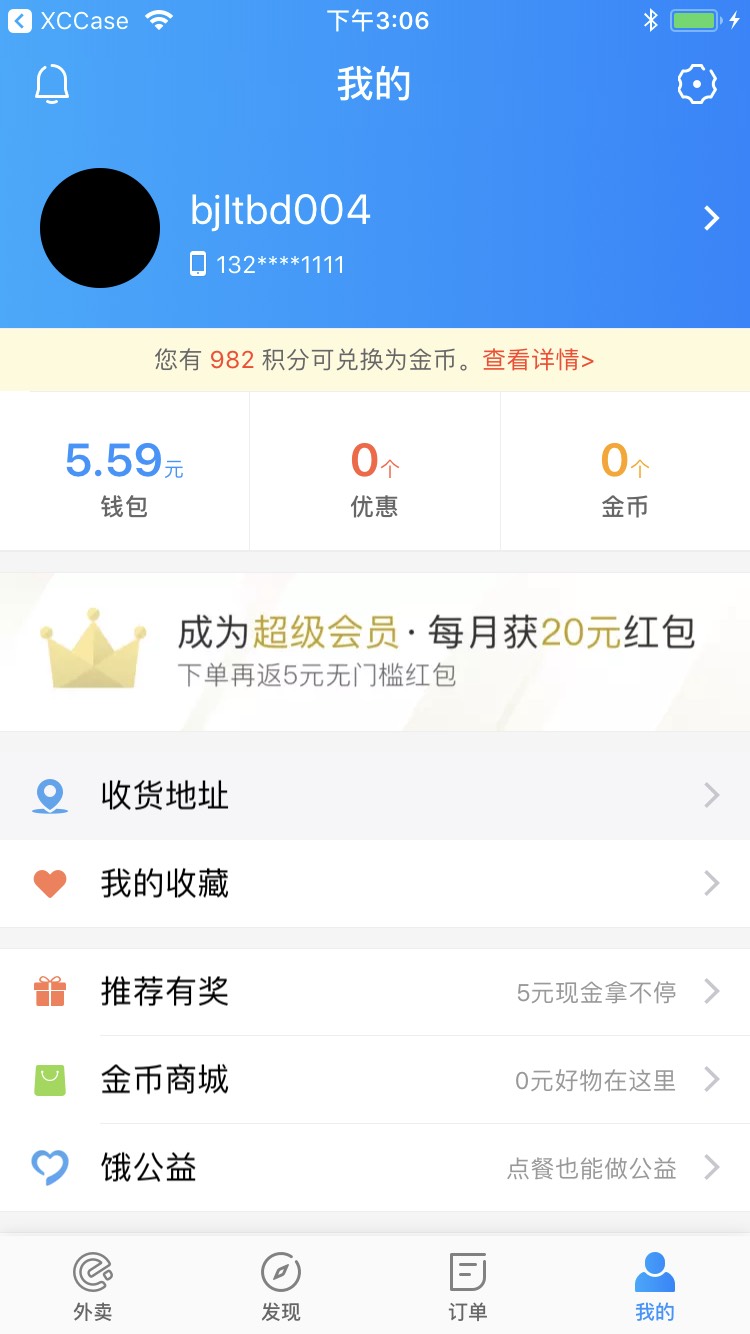 XCCase 下午3:06
我的
bjltbd004
132****1111
您有 982 积分可兑换为金币。查看详情>
5.59元 0个 0个
钱包 优惠 金币
成为超级会员·每月获20元红包
下单再返5元无门槛红包
收货地址
我的收藏
推荐有奖 5元现金拿不停
金币商城 0元好物在这里
饿公益 点餐也能做公益
外卖 发现 订单 我的